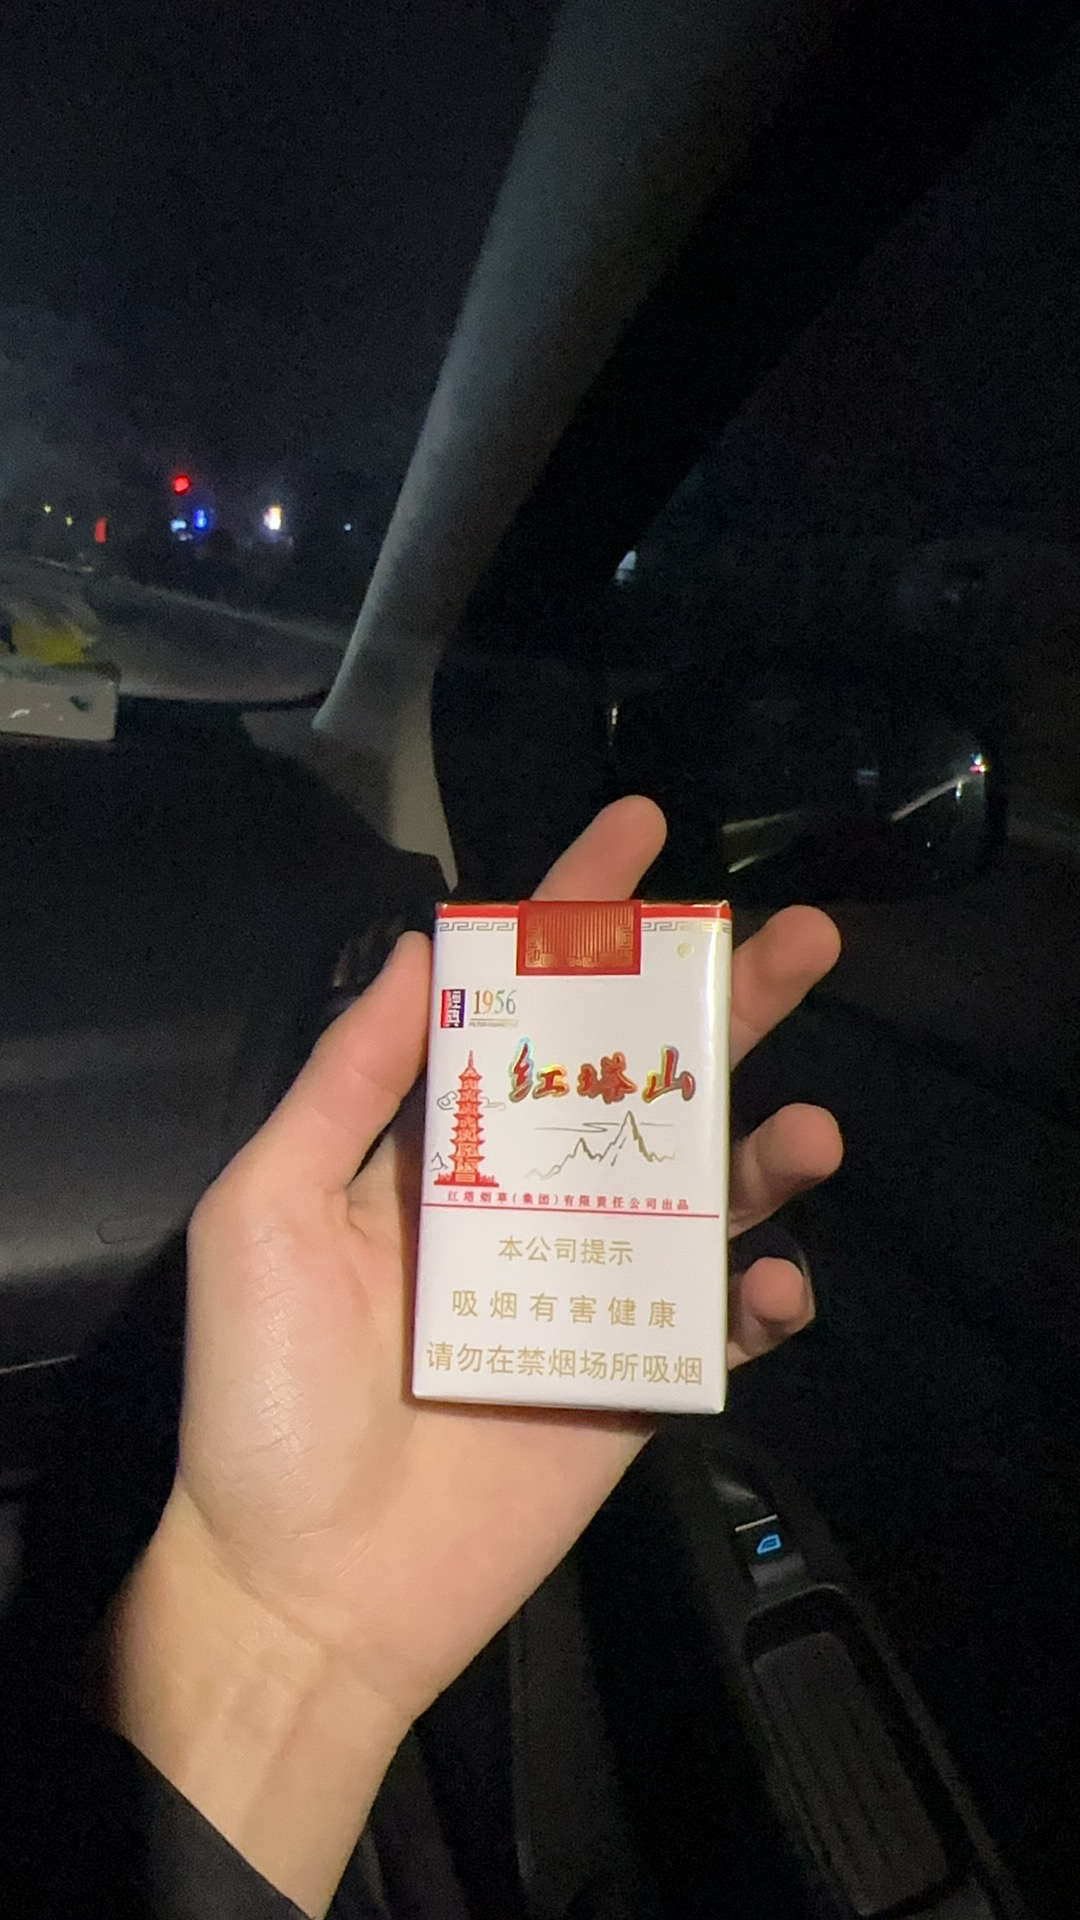 经典 1956
红塔山
红塔烟草(集团)有限责任公司出品
本公司提示
吸烟有害健康
请勿在禁烟场所吸烟